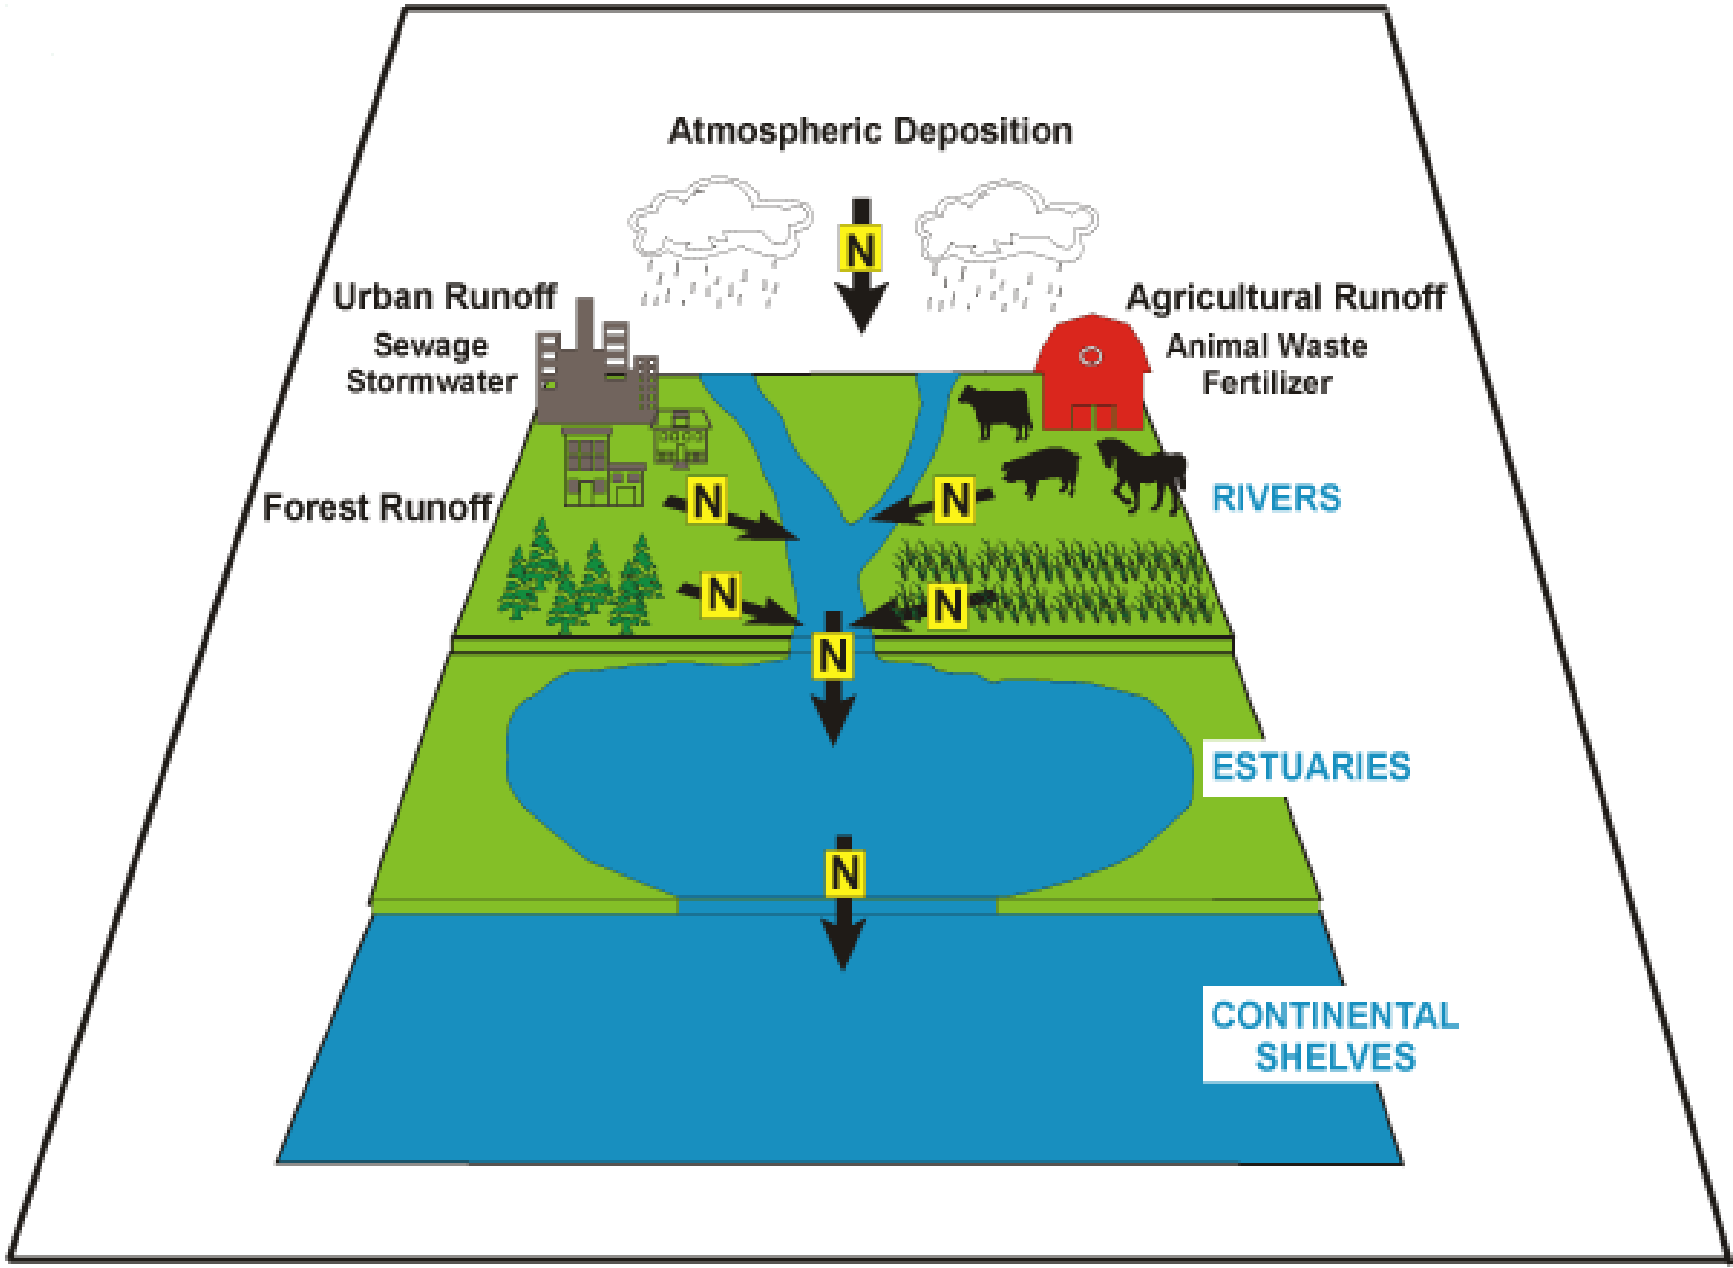 Atmospheric Deposition
N
Urban Runoff
Sewage
Stormwater
Agricultural Runoff
Animal Waste
Fertilizer
Forest Runoff
N
N
RIVERS
N
N
N
ESTUARIES
N
CONTINENTAL
SHELVES